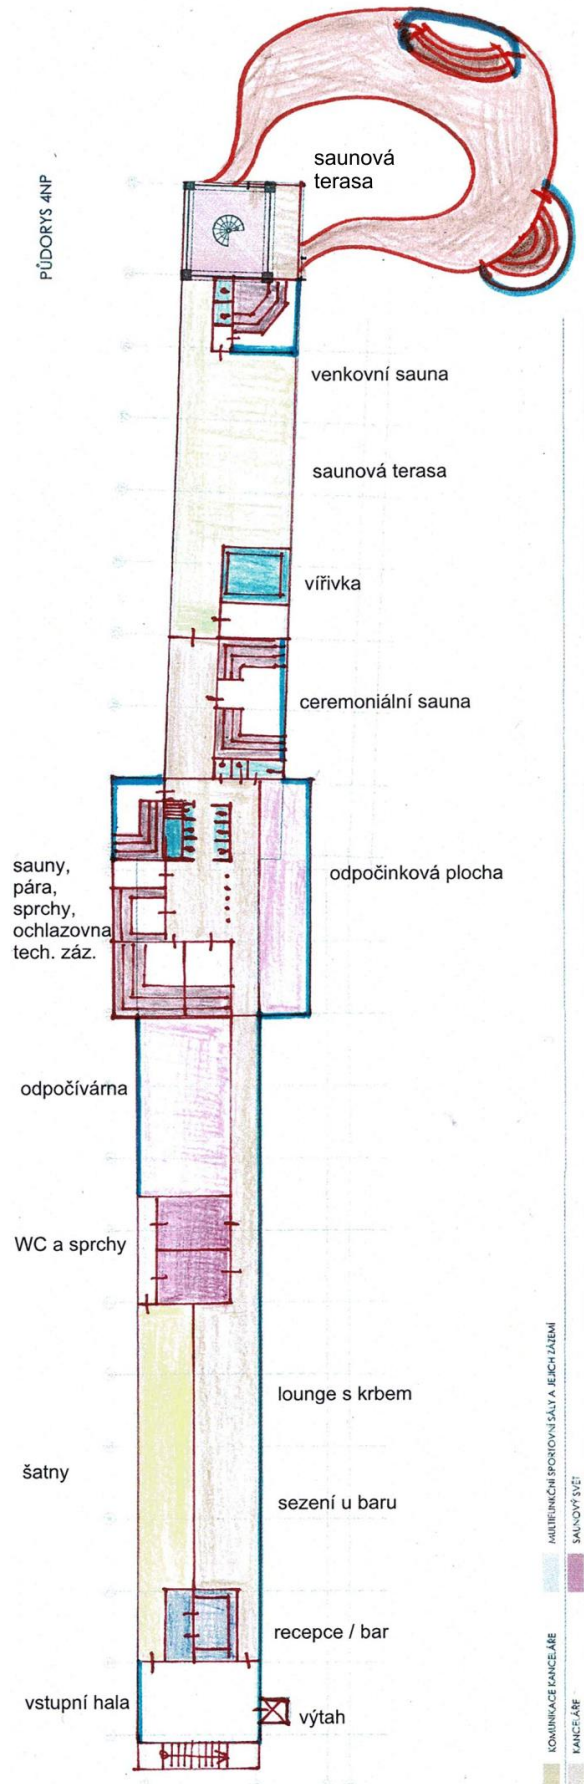 PŮDORYS 4NP
saunová
terasa
venkovní sauna
saunová terasa
vířivka
ceremoniální sauna
sauny,
pára,
sprchy,
ochlazovna
tech. záz.
odpočinková plocha
odpočívárna
WC a sprchy
lounge s krbem
šatny
sezení u baru
recepce / bar
vstupní hala
výtah
KOMUNIKACE KANCELÁŘE
MULTIFUNKČNÍ SPORTOVNÍ SÁLY A JEJICH ZÁZEMÍ
KANCELÁŘE
SAUNOVÝ SVĚT